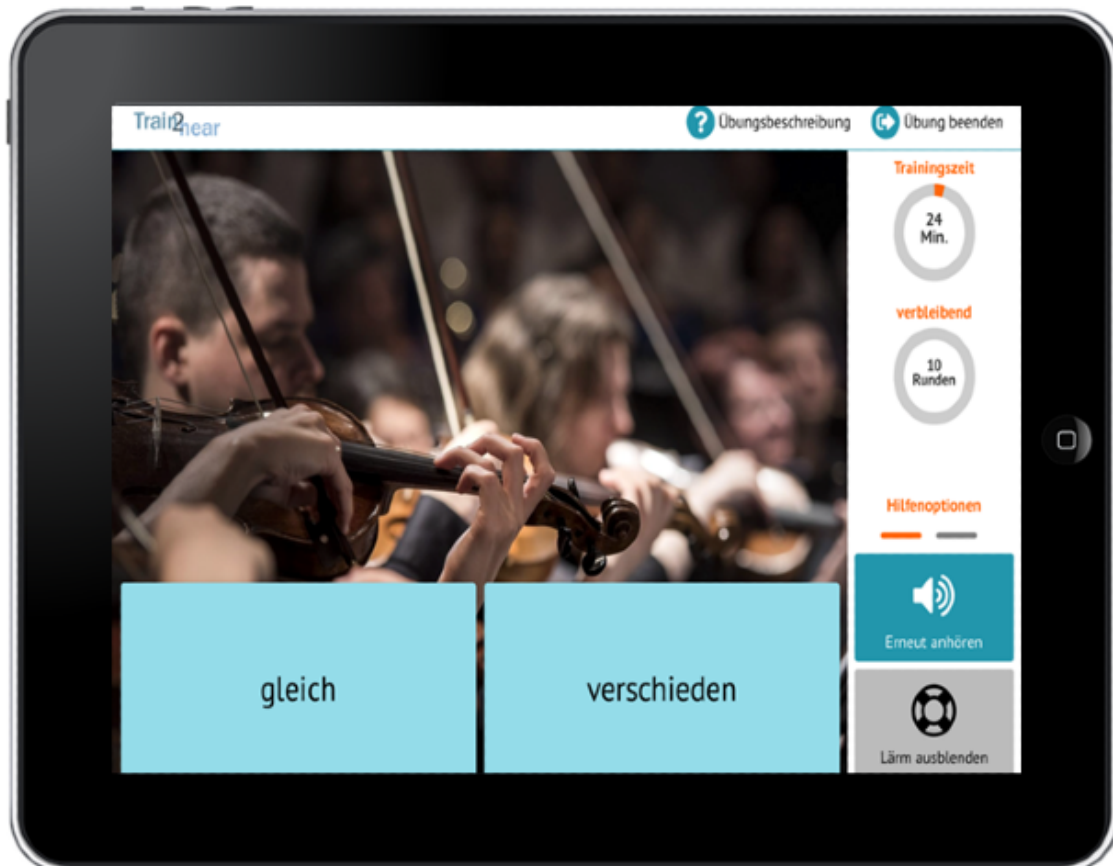 Train2hear
Übungsbeschreibung
Übung beenden
Trainingszeit
24
Min.
verbleibend
10
Runden
Hilfenoptionen
Erneut anhören
gleich
verschieden
Lärm ausblenden